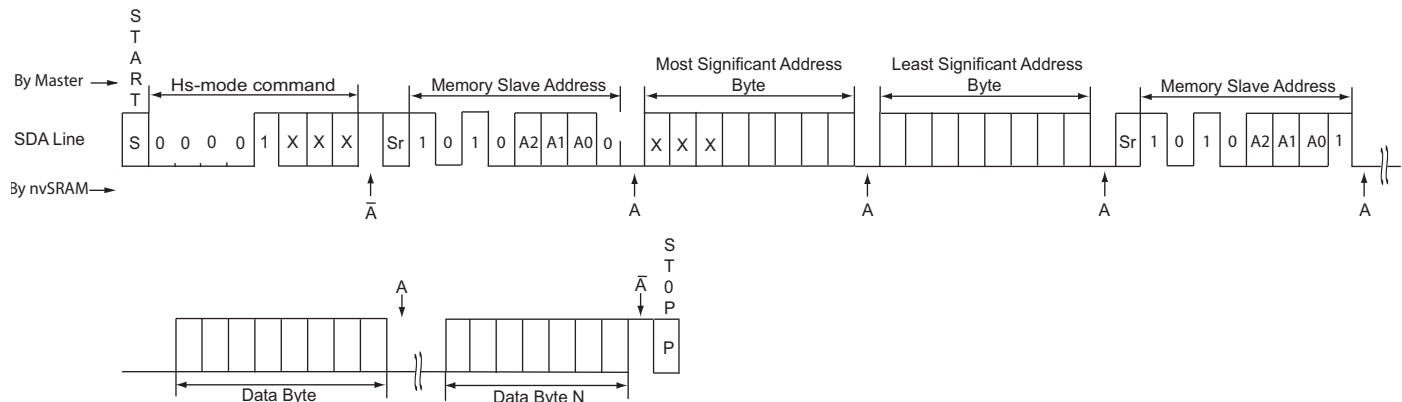 START
Most Significant Address Byte
Least Significant Address Byte
By Master
Hs-mode command
Memory Slave Address
Memory Slave Address
SDA Line
S 0 0 0 0 1 X X X Sr 1 0 1 0 A2 A1 A0 0 X X X Sr 1 0 1 0 A2 A1 A0 1
By nvSRAM
A̅ A A A A
ST0P
A A̅
P
Data Byte
Data Byte N